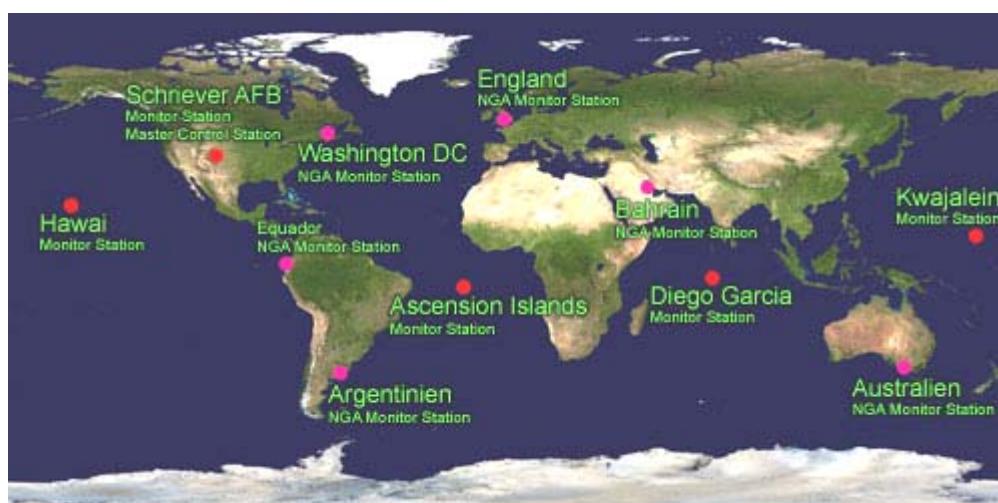 England
NGA Monitor Station
Schriever AFB
Monitor Station
Master Control Station
Washington DC
NGA Monitor Station
Hawai
Monitor Station
Equador
NGA Monitor Station
Bahrain
NGA Monitor Station
Kwajalein
Monitor Station
Ascension Islands
Monitor Station
Diego Garcia
Monitor Station
Argentinien
NGA Monitor Station
Australien
NGA Monitor Station